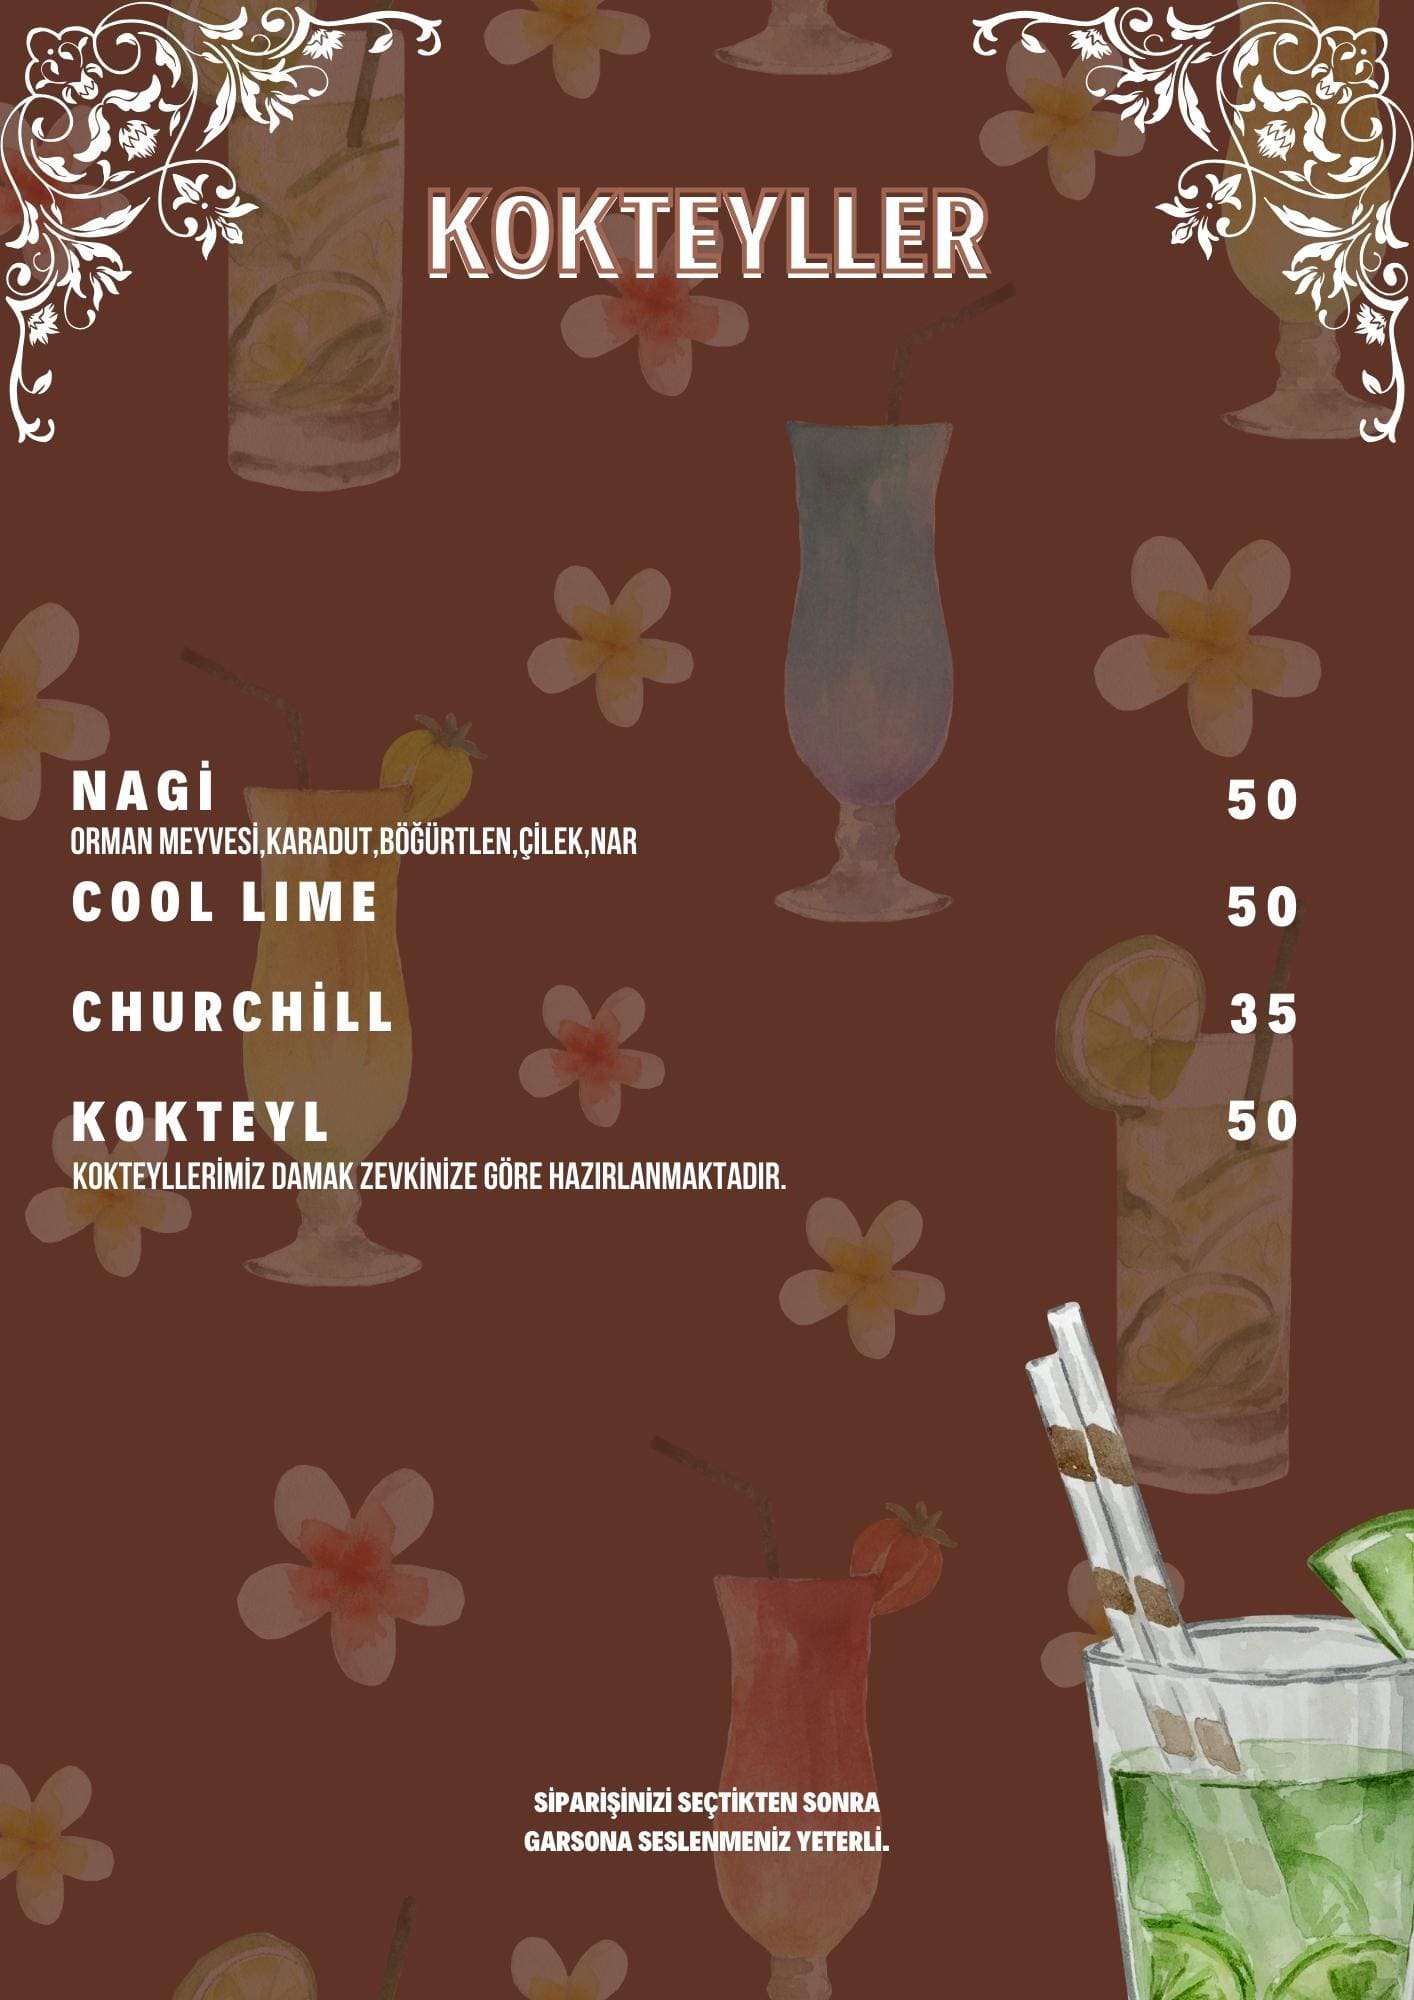 KOKTEYLLER
NAGİ 50
ORMAN MEYVESİ,KARADUT,BÖĞÜRTLEN,ÇİLEK,NAR
COOL LIME 50
CHURCHİLL 35
KOKTEYL 50
KOKTEYLLERİMİZ DAMAK ZEVKİNİZE GÖRE HAZIRLANMAKTADIR.
SİPARİŞİNİZİ SEÇTİKTEN SONRA
GARSONA SESLENMENİZ YETERLİ.